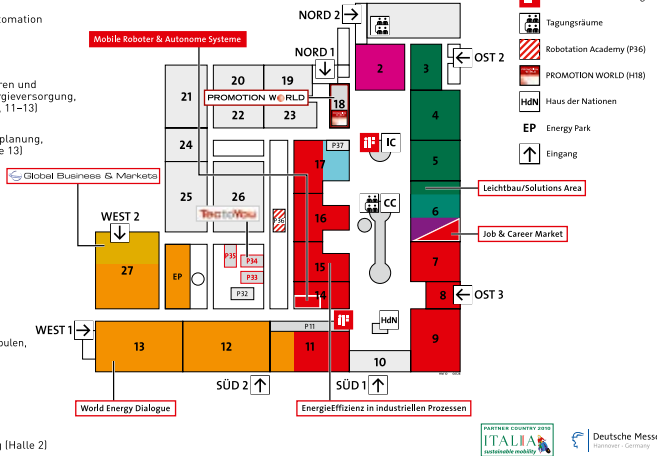 tomation
ren und
rgieversorgung,
, 11–13)
planung,
e 13)
pulen,
g (Halle 2)
NORD 2
Tagungsräume
Mobile Roboter & Autonome Systeme
NORD 1
OST 2
Robotation Academy (P36)
PROMOTION WORLD (H18)
HdN
Haus der Nationen
EP
Energy Park
Eingang
2
3
20
19
21
PROMOTION WORLD
18
22
23
4
24
P37
IC
17
5
Global Business & Markets
Leichtbau/Solutions Area
25
26
TectoYou
P36
16
CC
6
WEST 2
Job & Career Market
27
EP
P35
P34
P33
P32
15
14
7
8
OST 3
WEST 1
13
12
P11
11
HdN
9
10
SÜD 2
SÜD 1
World Energy Dialogue
EnergieEffizienz in industriellen Prozessen
PARTNER COUNTRY 2010
ITALIA
sustainable mobility
Deutsche Mess
Hannover · Germany